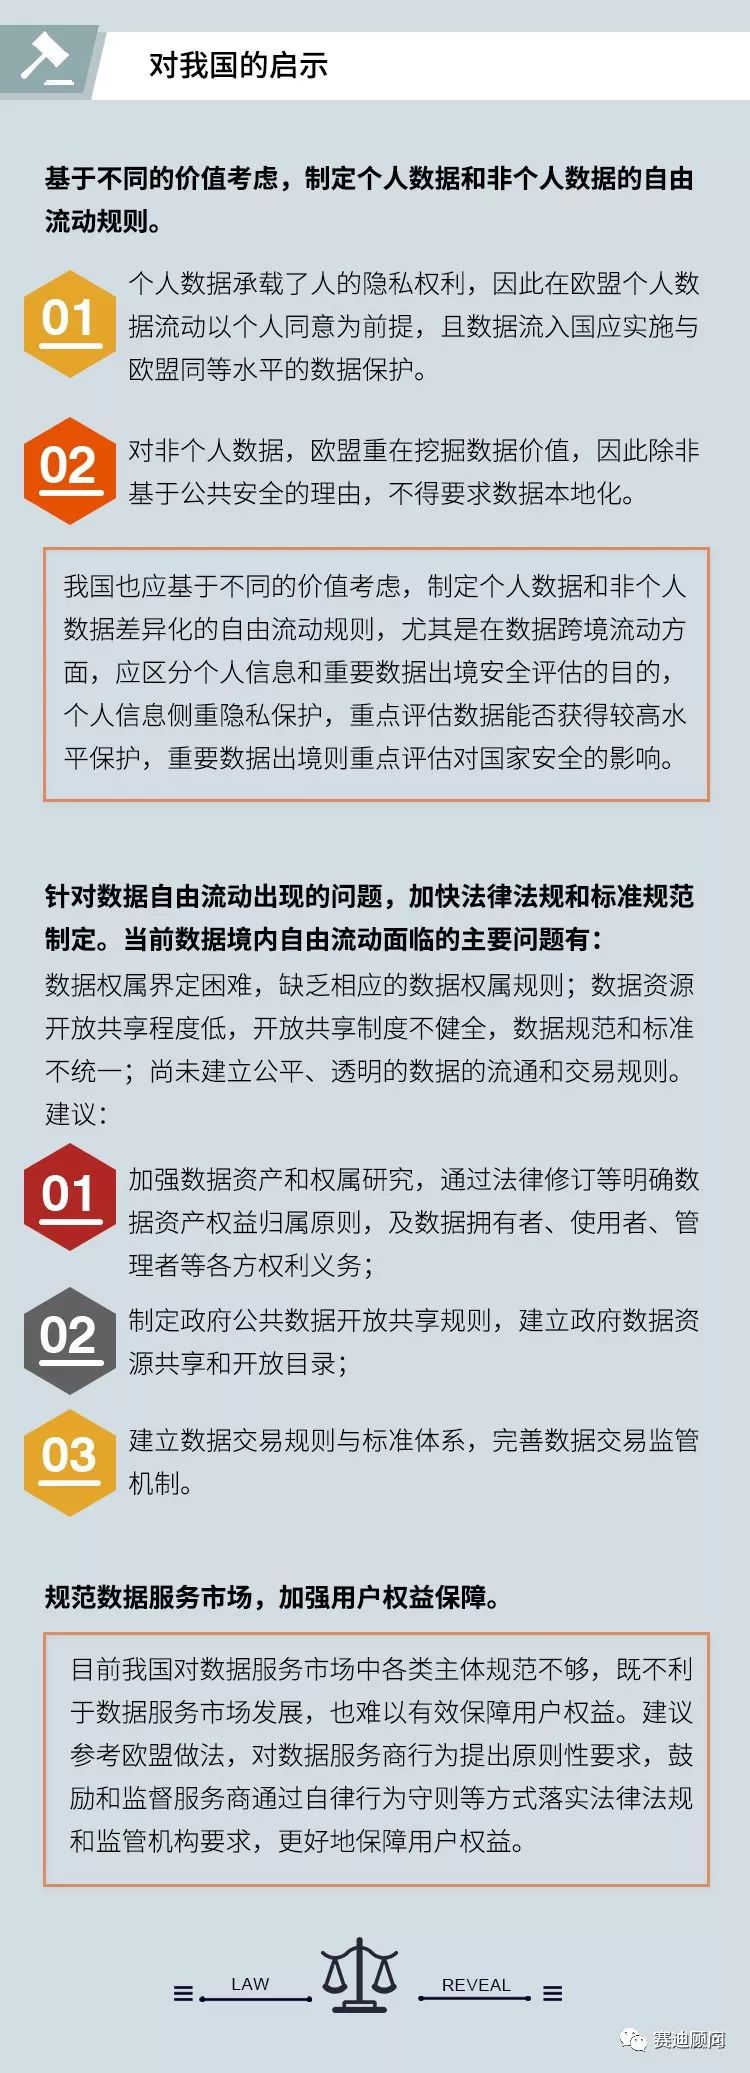 对我国的启示
基于不同的价值考虑，制定个人数据和非个人数据的自由
流动规则。
01
个人数据承载了人的隐私权利，因此在欧盟个人数
据流动以个人同意为前提，且数据流入国应实施与
欧盟同等水平的数据保护。
02
对非个人数据，欧盟重在挖掘数据价值，因此除非
基于公共安全的理由，不得要求数据本地化。
我国也应基于不同的价值考虑，制定个人数据和非个人
数据差异化的自由流动规则，尤其是在数据跨境流动方
面，应区分个人信息和重要数据出境安全评估的目的，
个人信息侧重隐私保护，重点评估数据能否获得较高水
平保护，重要数据出境则重点评估对国家安全的影响。
针对数据自由流动出现的问题，加快法律法规和标准规范
制定。当前数据境内自由流动面临的主要问题有：
数据权属界定困难，缺乏相应的数据权属规则；数据资源
开放共享程度低，开放共享制度不健全，数据规范和标准
不统一；尚未建立公平、透明的数据的流通和交易规则。
建议：
01
加强数据资产和权属研究，通过法律修订等明确数
据资产权益归属原则，及数据拥有者、使用者、管
理者等各方权利义务；
02
制定政府公共数据开放共享规则，建立政府数据资
源共享和开放目录；
03
建立数据交易规则与标准体系，完善数据交易监管
机制。
规范数据服务市场，加强用户权益保障。
目前我国对数据服务市场中各类主体规范不够，既不利
于数据服务市场发展，也难以有效保障用户权益。建议
参考欧盟做法，对数据服务商行为提出原则性要求，鼓
励和监督服务商通过自律行为守则等方式落实法律法规
和监管机构要求，更好地保障用户权益。
LAW
REVEAL
赛迪顾问